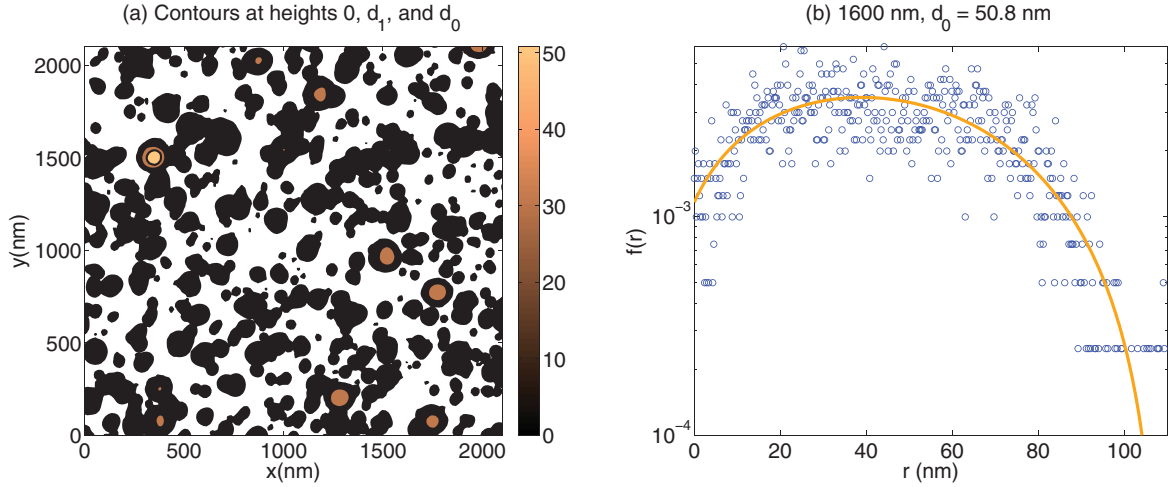 (a) Contours at heights 0, d1, and d0
2000
1500
1000
500
0
y(nm)
0 500 1000 1500 2000
x(nm)
50
40
30
20
10
0
(b) 1600 nm, d0 = 50.8 nm
10−3
10−4
f(r)
0 20 40 60 80 100
r (nm)